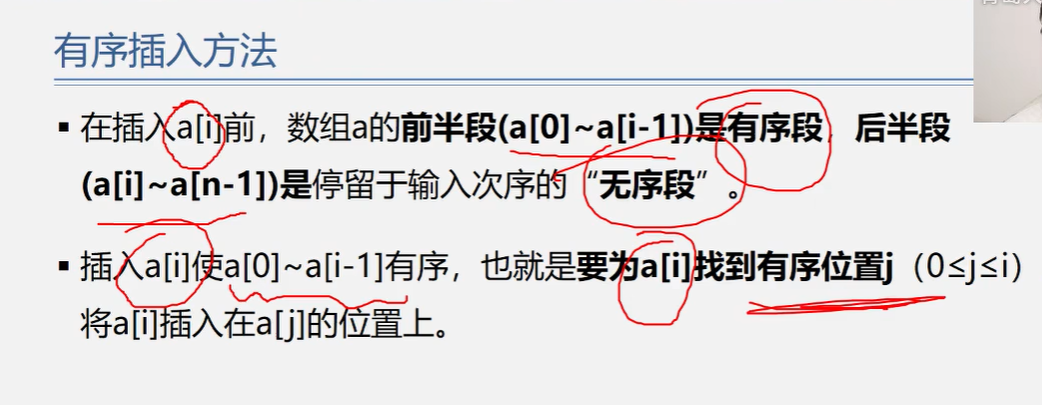 有序插入方法
▪ 在插入a[i]前，数组a的前半段(a[0]~a[i-1])是有序段，后半段
(a[i]~a[n-1])是停留于输入次序的“无序段”。
▪ 插入a[i]使a[0]~a[i-1]有序，也就是要为a[i]找到有序位置j（0≤j≤i）
将a[i]插入在a[j]的位置上。